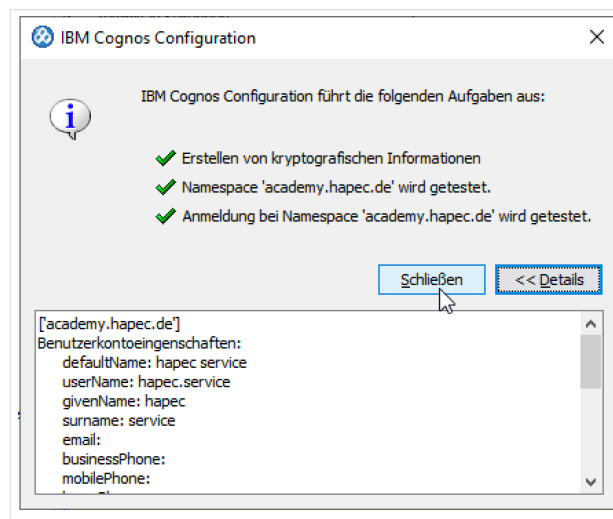 IBM Cognos Configuration
IBM Cognos Configuration führt die folgenden Aufgaben aus:
Erstellen von kryptografischen Informationen
Namespace 'academy.hapec.de' wird getestet.
Anmeldung bei Namespace 'academy.hapec.de' wird getestet.
Schließen
<< Details
['academy.hapec.de']
Benutzerkontoeingenschaften:
defaultName: hapec service
userName: hapec.service
givenName: hapec
surname: service
email:
businessPhone:
mobilePhone: